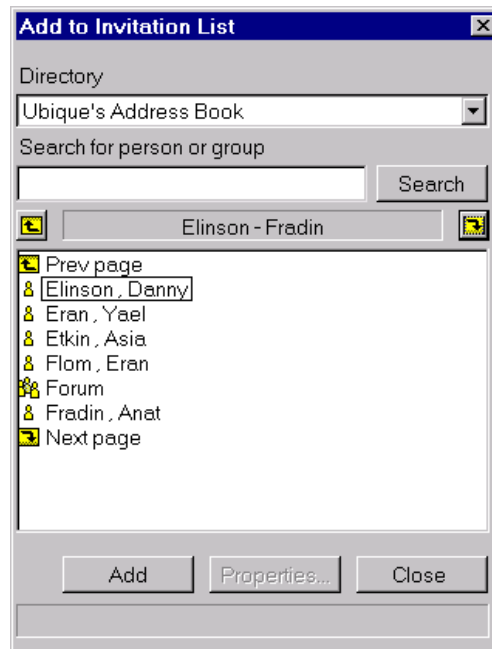 Add to Invitation List
Directory
Ubique's Address Book
Search for person or group
Search
Elinson - Fradin
Prev page
Elinson , Danny
Eran , Yael
Etkin , Asia
Flom , Eran
Forum
Fradin , Anat
Next page
Add Properties... Close